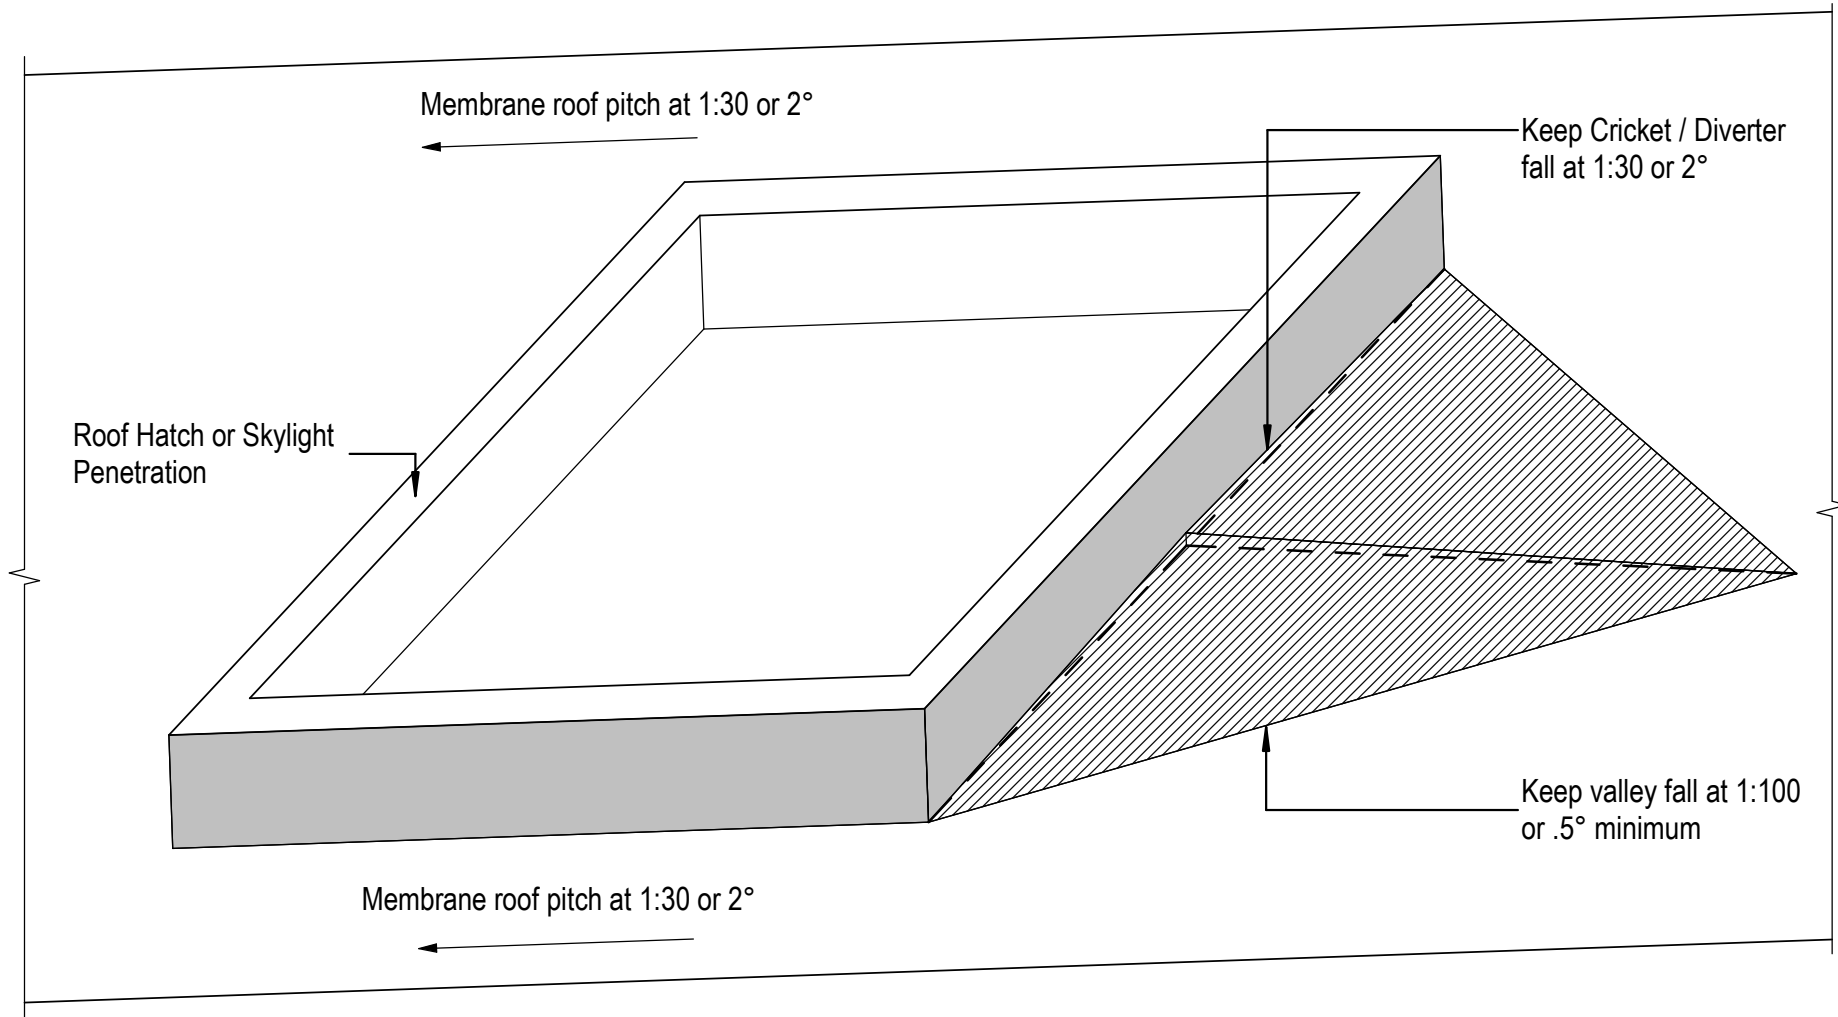 Membrane roof pitch at 1:30 or 2°
Keep Cricket / Diverter
fall at 1:30 or 2°
Roof Hatch or Skylight
Penetration
Keep valley fall at 1:100
or .5° minimum
Membrane roof pitch at 1:30 or 2°